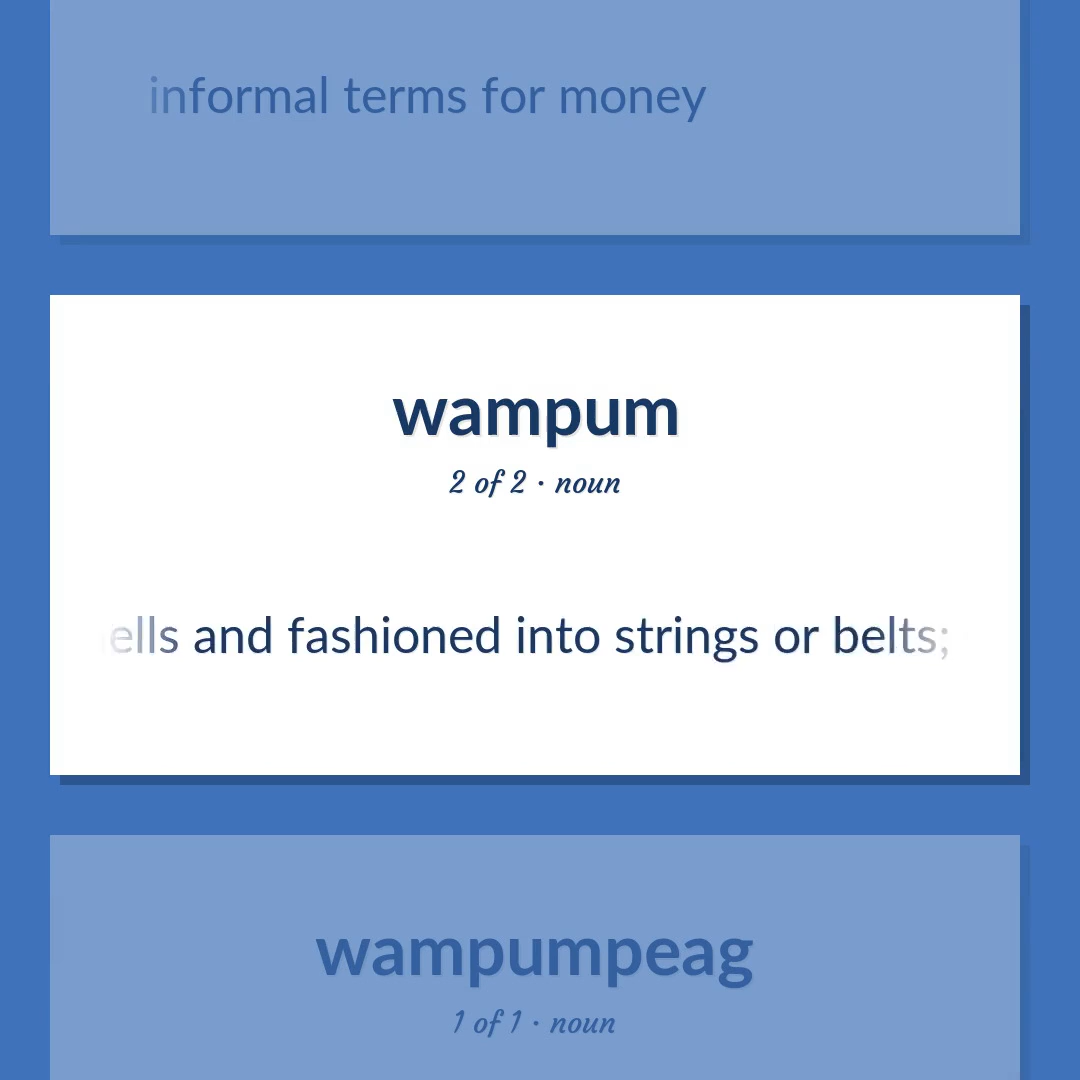 informal terms for money
wampum
2 of 2 · noun
ells and fashioned into strings or belts;
wampumpeag
1 of 1 · noun